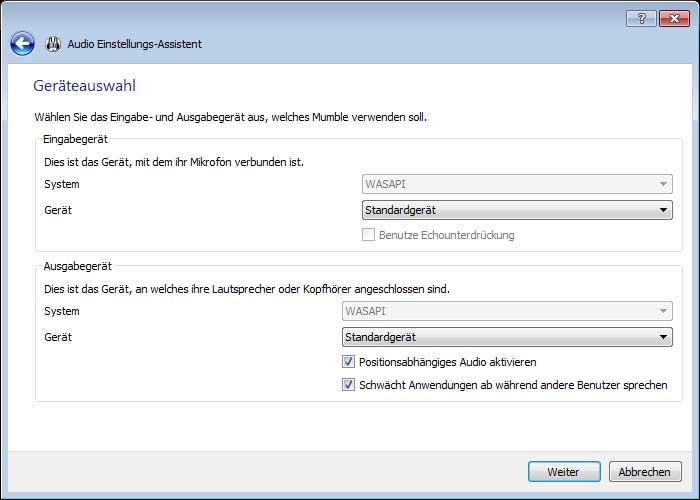 ?
Audio Einstellungs-Assistent
Geräteauswahl
Wählen Sie das Eingabe- und Ausgabegerät aus, welches Mumble verwenden soll.
Eingabegerät
Dies ist das Gerät, mit dem ihr Mikrofon verbunden ist.
System WASAPI
Gerät Standardgerät
Benutze Echounterdrückung
Ausgabegerät
Dies ist das Gerät, an welches ihre Lautsprecher oder Kopfhörer angeschlossen sind.
System WASAPI
Gerät Standardgerät
Positionsabhängiges Audio aktivieren
Schwächt Anwendungen ab während andere Benutzer sprechen
Weiter Abbrechen